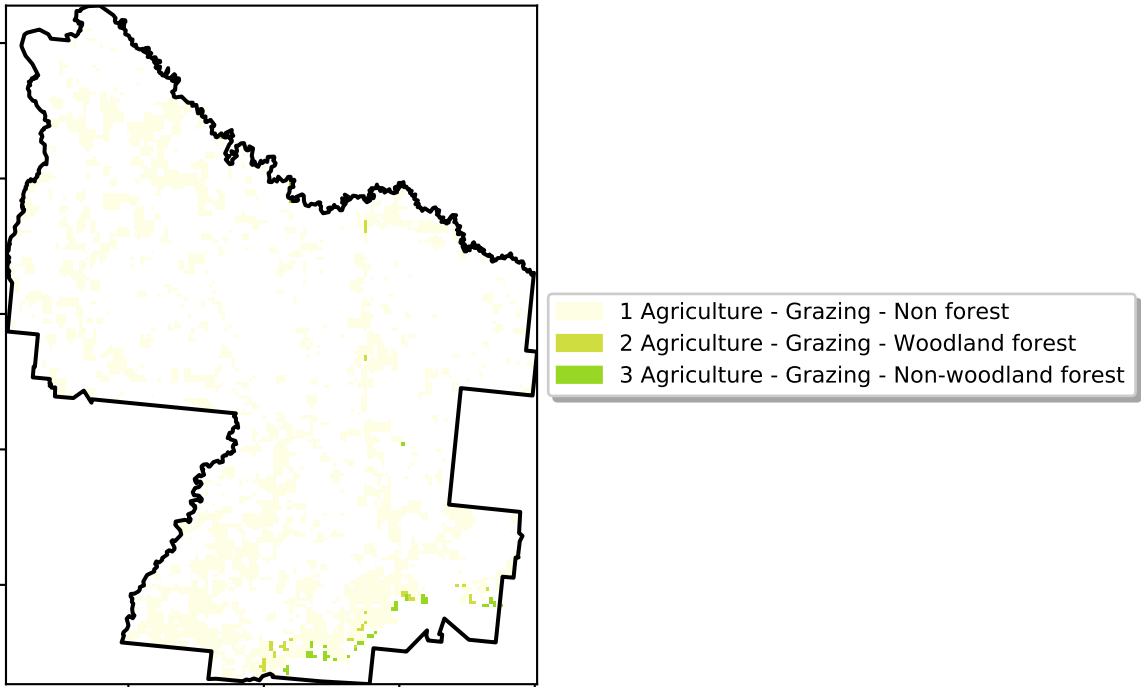 1 Agriculture - Grazing - Non forest
2 Agriculture - Grazing - Woodland forest
3 Agriculture - Grazing - Non-woodland forest